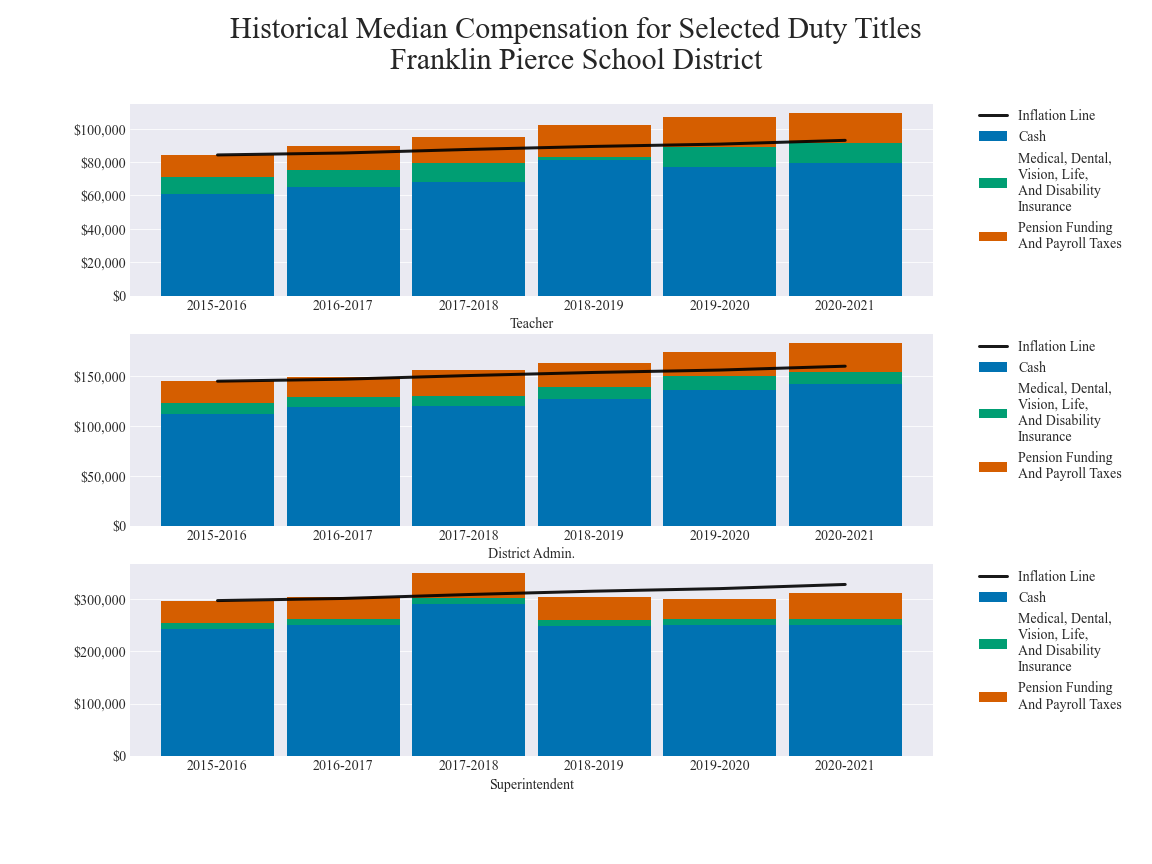 Historical Median Compensation for Selected Duty Titles
Franklin Pierce School District
$100,000
$80,000
$60,000
$40,000
$20,000
$0
2015-2016
2016-2017
2017-2018
2018-2019
2019-2020
2020-2021
Teacher
Inflation Line
Cash
Medical, Dental,
Vision, Life,
And Disability
Insurance
Pension Funding
And Payroll Taxes
$150,000
$100,000
$50,000
$0
2015-2016
2016-2017
2017-2018
2018-2019
2019-2020
2020-2021
District Admin.
Inflation Line
Cash
Medical, Dental,
Vision, Life,
And Disability
Insurance
Pension Funding
And Payroll Taxes
$300,000
$200,000
$100,000
$0
2015-2016
2016-2017
2017-2018
2018-2019
2019-2020
2020-2021
Superintendent
Inflation Line
Cash
Medical, Dental,
Vision, Life,
And Disability
Insurance
Pension Funding
And Payroll Taxes